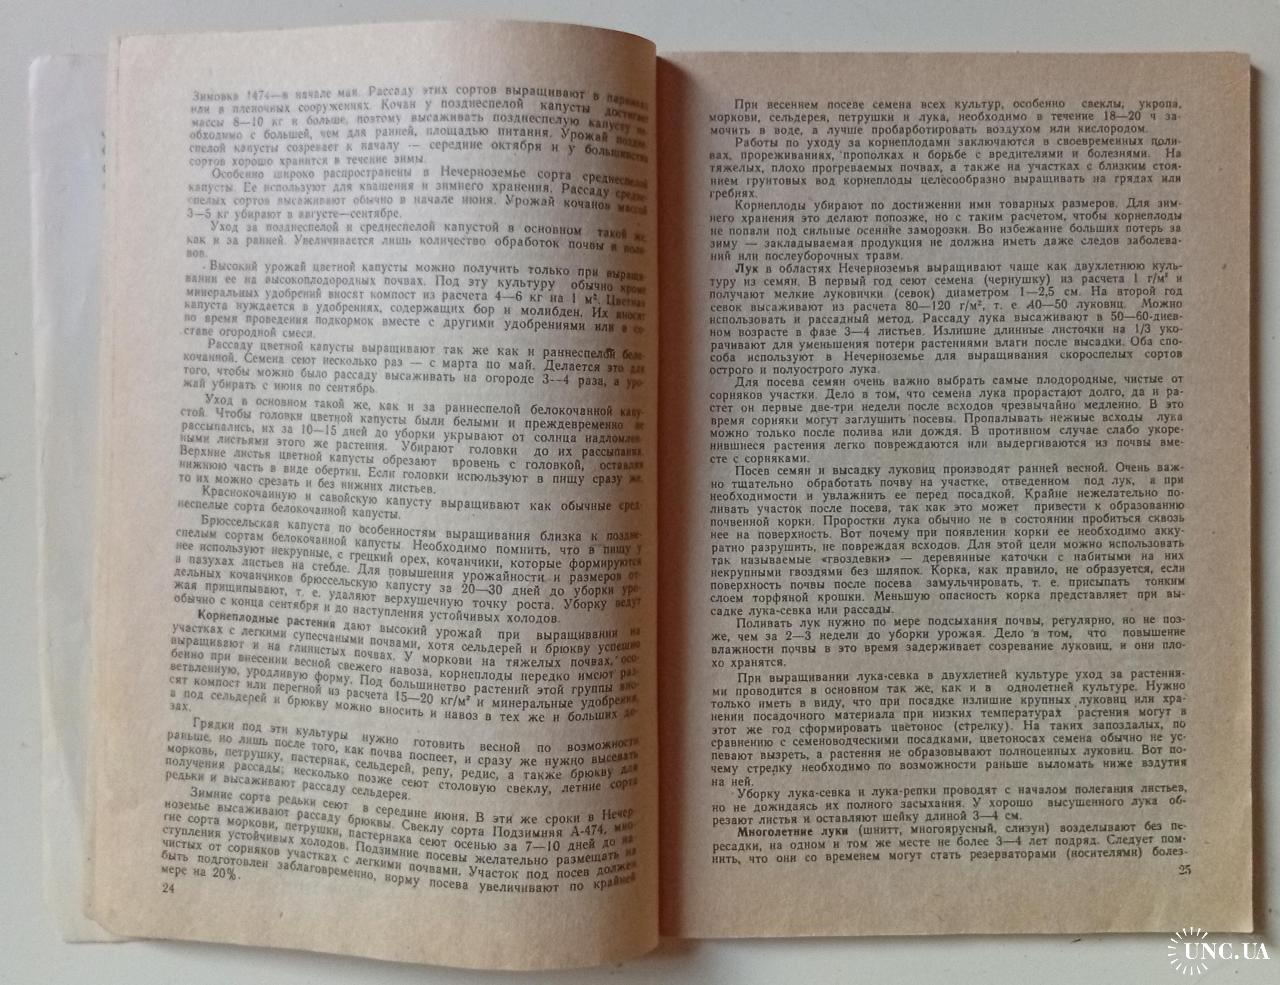 Зимовка 1474—в начале мая. Рассаду этих сортов выращивают в парниках
или в пленочных сооружениях. Кочан у позднеспелой капусты достигает
массы 8—10 кг и больше, поэтому высаживать позднеспелую капусту не-
обходимо с большей, чем для ранней, площадью питания. Урожай поздне-
спелой капусты созревает к началу — середине октября и у большинства
сортов хорошо хранится в течение зимы.
Особенно широко распространены в Нечерноземье сорта среднеспелой
капусты. Ее используют для квашения и зимнего хранения. Рассаду средне-
спелых сортов высаживают обычно в начале июня. Урожай кочанов массой
3—5 кг убирают в августе—сентябре.
Уход за позднеспелой и среднеспелой капустой в основном такой же,
как и за ранней. Увеличивается лишь количество обработок почвы и поли-
вов.
Высокий урожай цветной капусты можно получить только при выращи-
вании ее на высокоплодородных почвах. Под эту культуру обычно кроме
минеральных удобрений вносят компост из расчета 4—6 кг на 1 м². Цветная
капуста нуждается в удобрениях, содержащих бор и молибден. Их вносят
во время проведения подкормок вместе с другими удобрениями или в со-
ставе огородной смеси.
Рассаду цветной капусты выращивают так же как и раннеспелой бело-
кочанной. Семена сеют несколько раз — с марта по май. Делается это для
того, чтобы можно было рассаду высаживать на огороде 3—4 раза, а уро-
жай убирать с июня по сентябрь.
Уход в основном такой же, как и за раннеспелой белокочанной капу-
стой. Чтобы головки цветной капусты были белыми и преждевременно не
рассыпались, их за 10—15 дней до уборки укрывают от солнца надломлен-
ными листьями этого же растения. Убирают головки до их рассыпания.
Верхние листья цветной капусты обрезают вровень с головкой, оставляя
нижнюю часть в виде обертки. Если головки используют в пищу сразу же,
то их можно срезать и без нижних листьев.
Краснокочанную и савойскую капусту выращивают как обычные сред-
неспелые сорта белокочанной капусты.
Брюссельская капуста по особенностям выращивания близка к поздне-
спелым сортам белокочанной капусты. Необходимо помнить, что в пищу у
нее используют некрупные, с грецкий орех, кочанчики, которые формируются
в пазухах листьев на стебле. Для повышения урожайности и размеров от-
дельных кочанчиков брюссельскую капусту за 20—30 дней до уборки уро-
жая прищипывают, т. е. удаляют верхушечную точку роста. Уборку ведут
обычно с конца сентября и до наступления устойчивых холодов.
Корнеплодные растения дают высокий урожай при выращивании на
участках с легкими супесчаными почвами, хотя сельдерей и брюкву успешно
выращивают и на глинистых почвах. У моркови на тяжелых почвах, осо-
бенно при внесении весной свежего навоза, корнеплоды нередко имеют раз-
ветвленную, уродливую форму. Под большинство растений этой группы вно-
сят компост или перегной из расчета 15—20 кг/м² и минеральные удобрения,
а под сельдерей и брюкву можно вносить и навоз в тех же и больших до-
зах.
Грядки под эти культуры нужно готовить весной по возможности
раньше, но лишь после того, как почва поспеет, и сразу же нужно высевать
морковь, петрушку, пастернак, сельдерей, репу, редис, а также брюкву для
получения рассады; несколько позже сеют столовую свеклу, летние сорта
редьки и высаживают рассаду сельдерея.
Зимние сорта редьки сеют в середине июня. В эти же сроки в Нечер-
ноземье высаживают рассаду брюквы. Свеклу сорта Подзимняя А-474, мно-
гие сорта моркови, петрушки, пастернака сеют осенью за 7—10 дней до на-
ступления устойчивых холодов. Подзимние посевы желательно размещать на
чистых от сорняков участках с легкими почвами. Участок под посев должен
быть подготовлен заблаговременно, норму посева увеличивают по крайней
мере на 20%.
24
При весеннем посеве семена всех культур, особенно свеклы, укропа,
моркови, сельдерея, петрушки и лука, необходимо в течение 18—20 ч за-
мочить в воде, а лучше пробарботировать воздухом или кислородом.
Работы по уходу за корнеплодами заключаются в своевременных поли-
вах, прореживаниях, прополках и борьбе с вредителями и болезнями. На
тяжелых, плохо прогреваемых почвах, а также на участках с близким стоя-
нием грунтовых вод корнеплоды целесообразно выращивать на грядах или
гребнях.
Корнеплоды убирают по достижении ими товарных размеров. Для зим-
него хранения это делают попозже, но с таким расчетом, чтобы корнеплоды
не попали под сильные осенние заморозки. Во избежание больших потерь за
зиму — закладываемая продукция не должна иметь даже следов заболева-
ний или послеуборочных травм.
Лук в областях Нечерноземья выращивают чаще как двухлетнюю куль-
туру из семян. В первый год сеют семена (чернушку) из расчета 1 г/м² и
получают мелкие луковички (севок) диаметром 1—2,5 см. На второй год
севок высаживают из расчета 80—120 г/м², т. е. 40—50 луковиц. Можно
использовать и рассадный метод. Рассаду лука высаживают в 50—60-днев-
ном возрасте в фазе 3—4 листьев. Излишне длинные листочки на 1/3 уко-
рачивают для уменьшения потери растениями влаги после высадки. Оба спо-
соба используют в Нечерноземье для выращивания скороспелых сортов
острого и полуострого лука.
Для посева семян очень важно выбрать самые плодородные, чистые от
сорняков участки. Дело в том, что семена лука прорастают долго, да и ра-
стет он первые две-три недели после всходов чрезвычайно медленно. В это
время сорняки могут заглушить посевы. Пропалывать нежные всходы лука
можно только после полива или дождя. В противном случае слабо укоре-
нившиеся растения легко повреждаются или выдергиваются из почвы вме-
сте с сорняками.
Посев семян и высадку луковиц производят ранней весной. Очень важ-
но тщательно обработать почву на участке, отведенном под лук, а при
необходимости и увлажнить ее перед посадкой. Крайне нежелательно по-
ливать участок после посева, так как это может привести к образованию
почвенной корки. Проростки лука обычно не в состоянии пробиться сквозь
нее на поверхность. Вот почему при появлении корки ее необходимо акку-
ратно разрушить, не повреждая всходов. Для этой цели можно использовать
так называемые «гвоздевки» — деревянные каточки с набитыми на них
некрупными гвоздями без шляпок. Корка, как правило, не образуется, если
поверхность почвы после посева замульчировать, т. е. присыпать тонким
слоем торфяной крошки. Меньшую опасность корка представляет при вы-
садке лука-севка или рассады.
Поливать лук нужно по мере подсыхания почвы, регулярно, но не поз-
же, чем за 2—3 недели до уборки урожая. Дело в том, что повышение
влажности почвы в это время задерживает созревание луковиц, и они пло-
хо хранятся.
При выращивании лука-севка в двухлетней культуре уход за растения-
ми проводится в основном так же, как и в однолетней культуре. Нужно
только иметь в виду, что при посадке излишне крупных луковиц или хра-
нении посадочного материала при низких температурах растения могут в
этот же год сформировать цветонос (стрелку). На таких запоздалых, по
сравнению с семеноводческими посадками, цветоносах семена обычно не ус-
певают вызреть, а растения не образовывают полноценных луковиц. Вот по-
чему стрелку необходимо по возможности раньше выломать ниже вздутия
на ней.
Уборку лука-севка и лука-репки проводят с началом полегания листьев,
но не дожидаясь их полного засыхания. У хорошо высушенного лука об-
резают листья и оставляют шейку длиной 3—4 см.
Многолетние луки (шнитт, многоярусный, слизун) возделывают без пе-
ресадки, на одном и том же месте не более 3—4 лет подряд. Следует пом-
нить, что они со временем могут стать резерваторами (носителями) болез-
25
UNC.UA